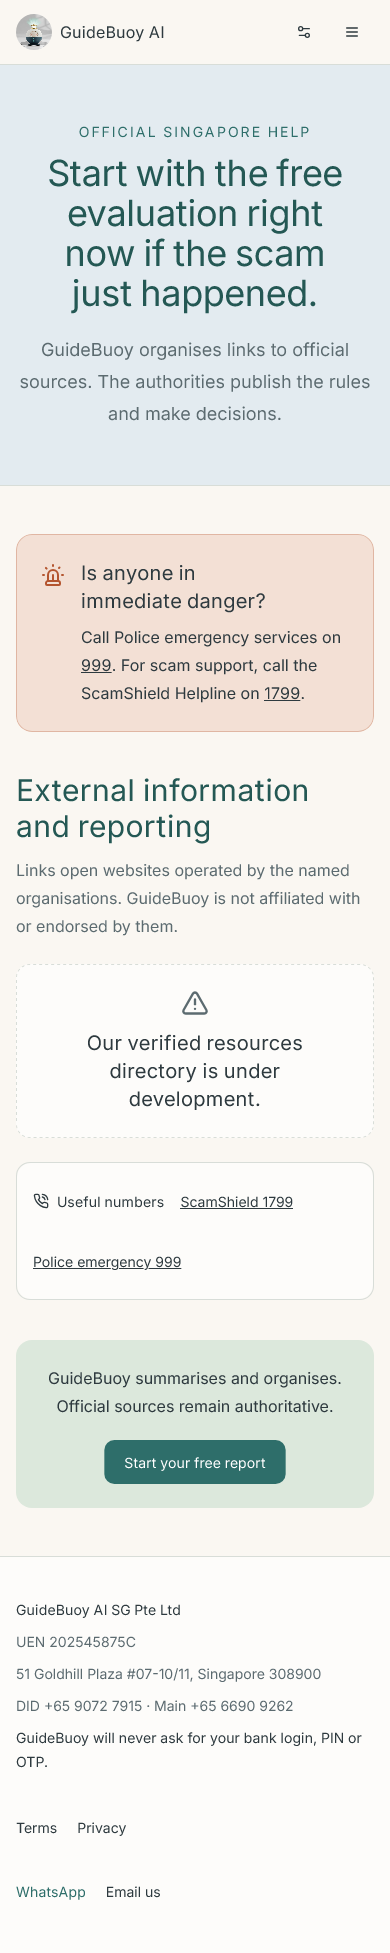 GuideBuoy AI
OFFICIAL SINGAPORE HELP
Start with the free
evaluation right
now if the scam
just happened.
GuideBuoy organises links to official
sources. The authorities publish the rules
and make decisions.
Is anyone in
immediate danger?
Call Police emergency services on
999. For scam support, call the
ScamShield Helpline on 1799.
External information
and reporting
Links open websites operated by the named
organisations. GuideBuoy is not affiliated with
or endorsed by them.
Our verified resources
directory is under
development.
Useful numbers ScamShield 1799
Police emergency 999
GuideBuoy summarises and organises.
Official sources remain authoritative.
Start your free report
GuideBuoy AI SG Pte Ltd
UEN 202545875C
51 Goldhill Plaza #07-10/11, Singapore 308900
DID +65 9072 7915 · Main +65 6690 9262
GuideBuoy will never ask for your bank login, PIN or
OTP.
Terms Privacy
WhatsApp Email us